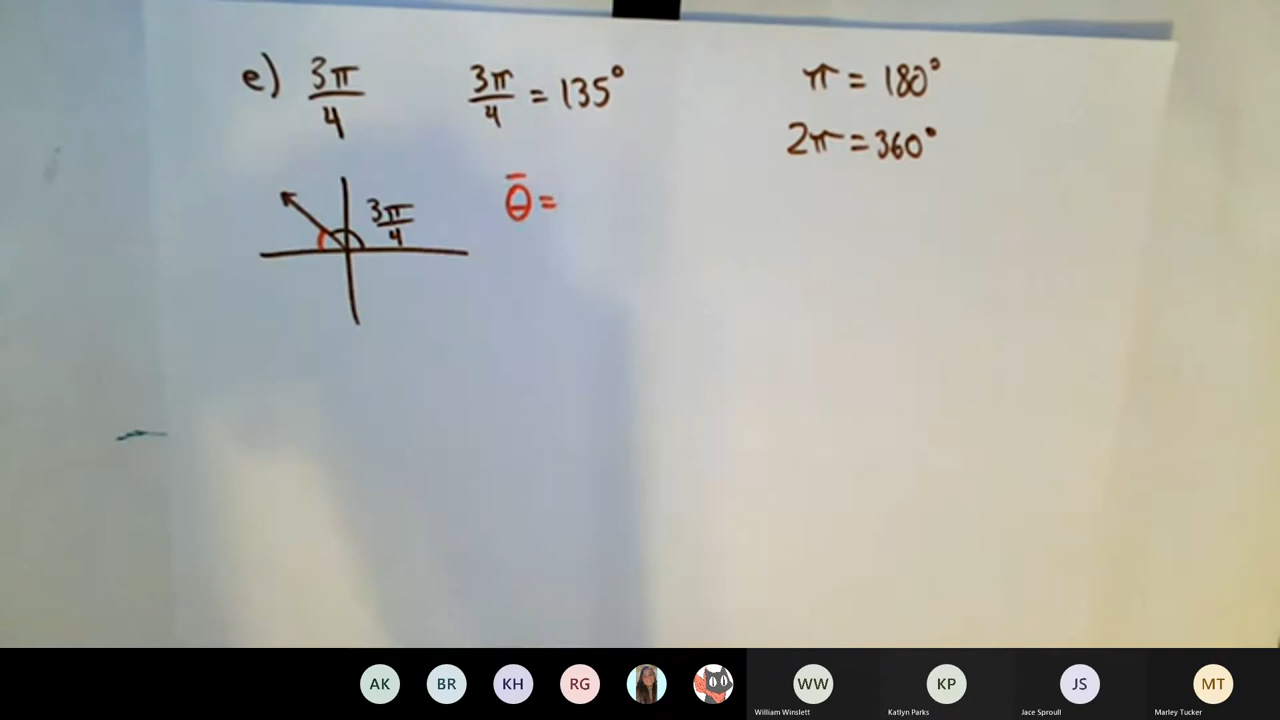 e) 3π/4 3π/4 = 135° π = 180°
2π = 360°
θ̄ =
3π/4
AK BR KH RG WW KP JS MT
William Winslett Katlyn Parks Jace Sproull Marley Tucker